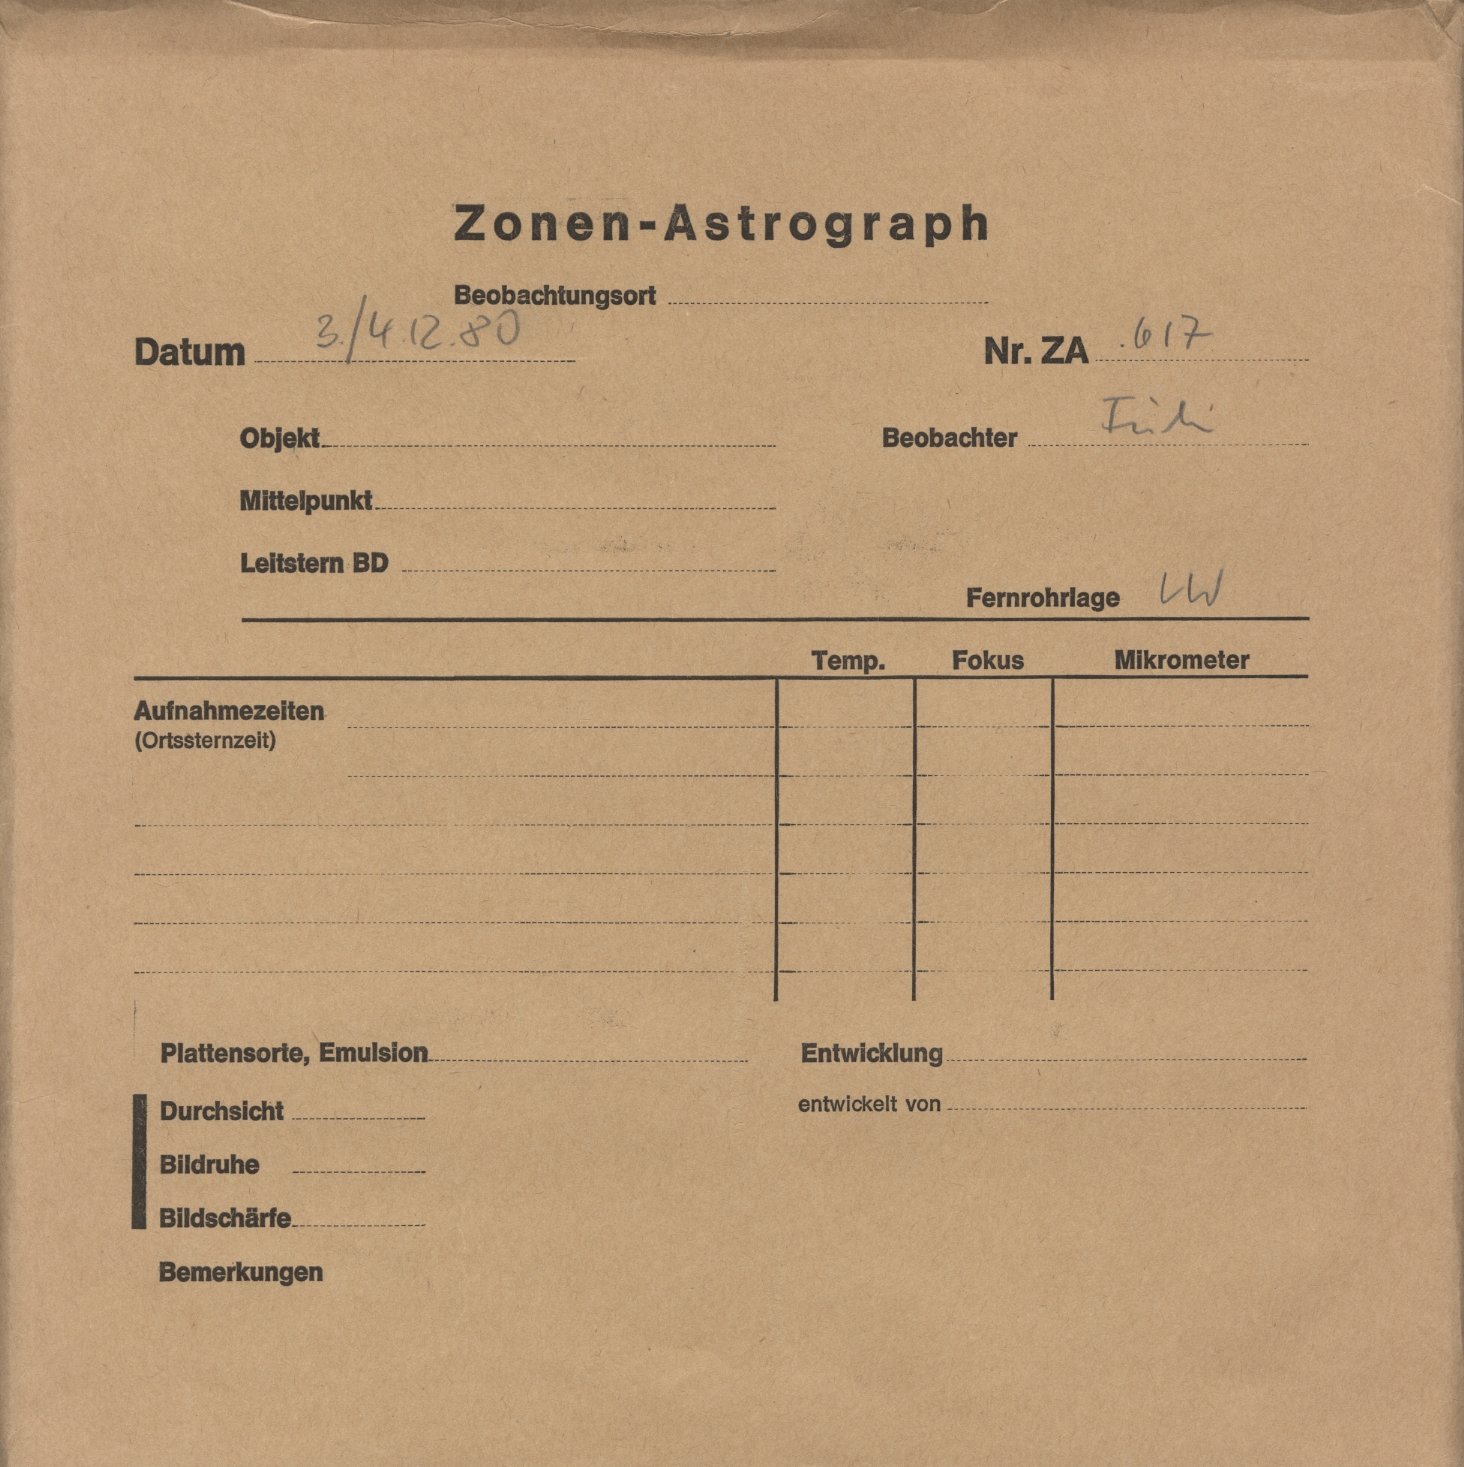 Zonen-Astrograph
Beobachtungsort
Datum 3./4.12.80
Nr. ZA .617
Objekt
Beobachter
Mittelpunkt
Leitstern BD
Fernrohrlage
Temp. Fokus Mikrometer
Aufnahmezeiten
(Ortssternzeit)
Plattensorte, Emulsion
Entwicklung
Durchsicht
entwickelt von
Bildruhe
Bildschärfe
Bemerkungen